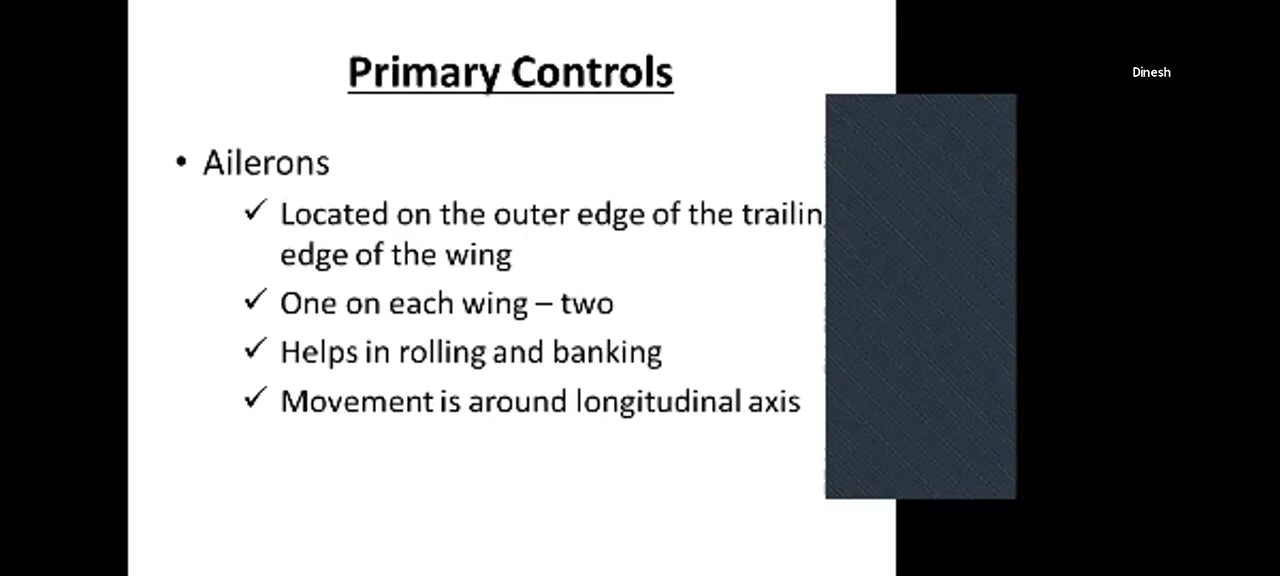 Primary Controls
Dinesh
• Ailerons
✓ Located on the outer edge of the trailin
edge of the wing
✓ One on each wing – two
✓ Helps in rolling and banking
✓ Movement is around longitudinal axis